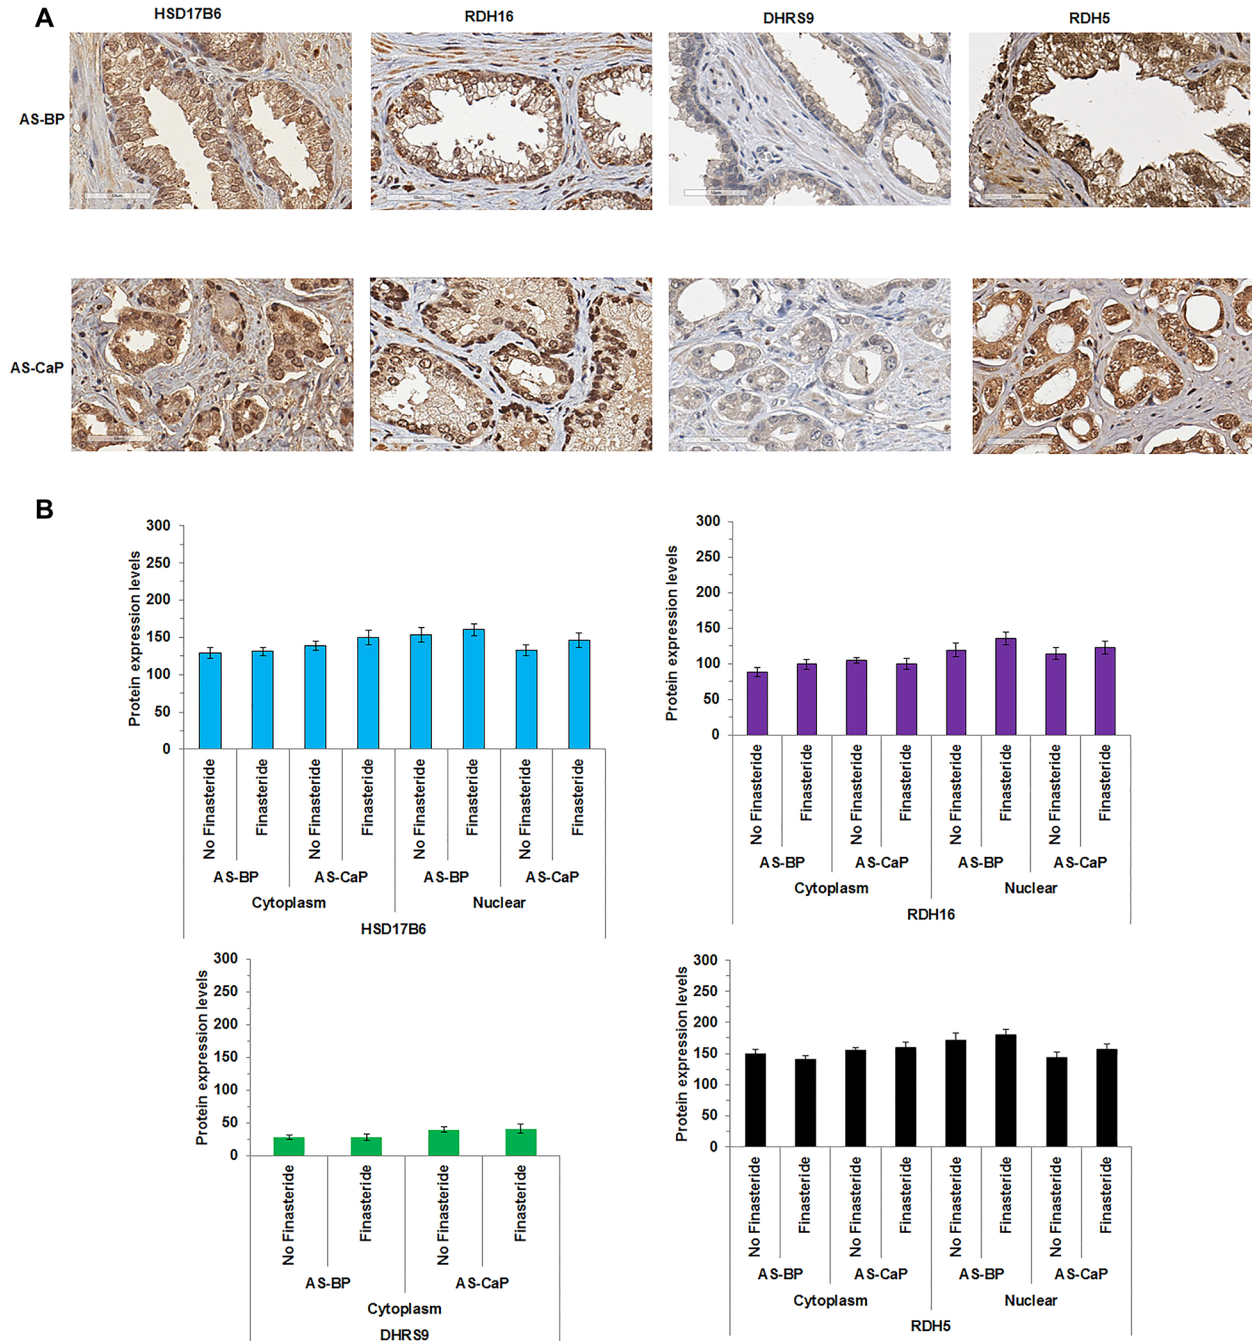 A
HSD17B6
RDH16
DHRS9
RDH5
AS-BP
AS-CaP
B
Protein expression levels
300
250
200
150
100
50
0
No Finasteride
Finasteride
No Finasteride
Finasteride
No Finasteride
Finasteride
No Finasteride
Finasteride
AS-BP
AS-CaP
AS-BP
AS-CaP
Cytoplasm
Nuclear
HSD17B6
Protein expression levels
300
250
200
150
100
50
0
No Finasteride
Finasteride
No Finasteride
Finasteride
No Finasteride
Finasteride
No Finasteride
Finasteride
AS-BP
AS-CaP
AS-BP
AS-CaP
Cytoplasm
Nuclear
RDH16
Protein expression levels
300
250
200
150
100
50
0
No Finasteride
Finasteride
No Finasteride
Finasteride
AS-BP
AS-CaP
Cytoplasm
DHRS9
Protein expression levels
300
250
200
150
100
50
0
No Finasteride
Finasteride
No Finasteride
Finasteride
No Finasteride
Finasteride
No Finasteride
Finasteride
AS-BP
AS-CaP
AS-BP
AS-CaP
Cytoplasm
Nuclear
RDH5